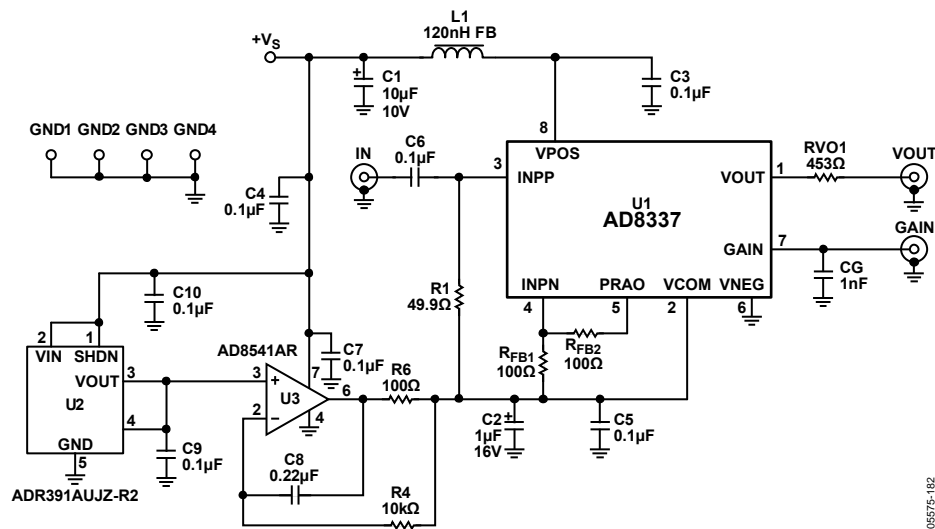 L1
120nH FB
+VS
C1
10µF
10V
C3
0.1µF
GND1 GND2 GND3 GND4
IN
C6
0.1µF
3
8
VPOS
INPP
VOUT
1
RVO1
453Ω
VOUT
U1
AD8337
GAIN
7
GAIN
C4
0.1µF
CG
1nF
R1
49.9Ω
INPN
PRAO
VCOM
VNEG
4
5
2
6
C10
0.1µF
RFB1
100Ω
RFB2
100Ω
2
1
VIN
SHDN
VOUT
3
U2
4
GND
5
ADR391AUJZ-R2
C9
0.1µF
AD8541AR
C7
0.1µF
3
+
7
6
U3
2
–
4
R6
100Ω
C2
1µF
16V
+
C5
0.1µF
C8
0.22µF
R4
10kΩ
05575-182